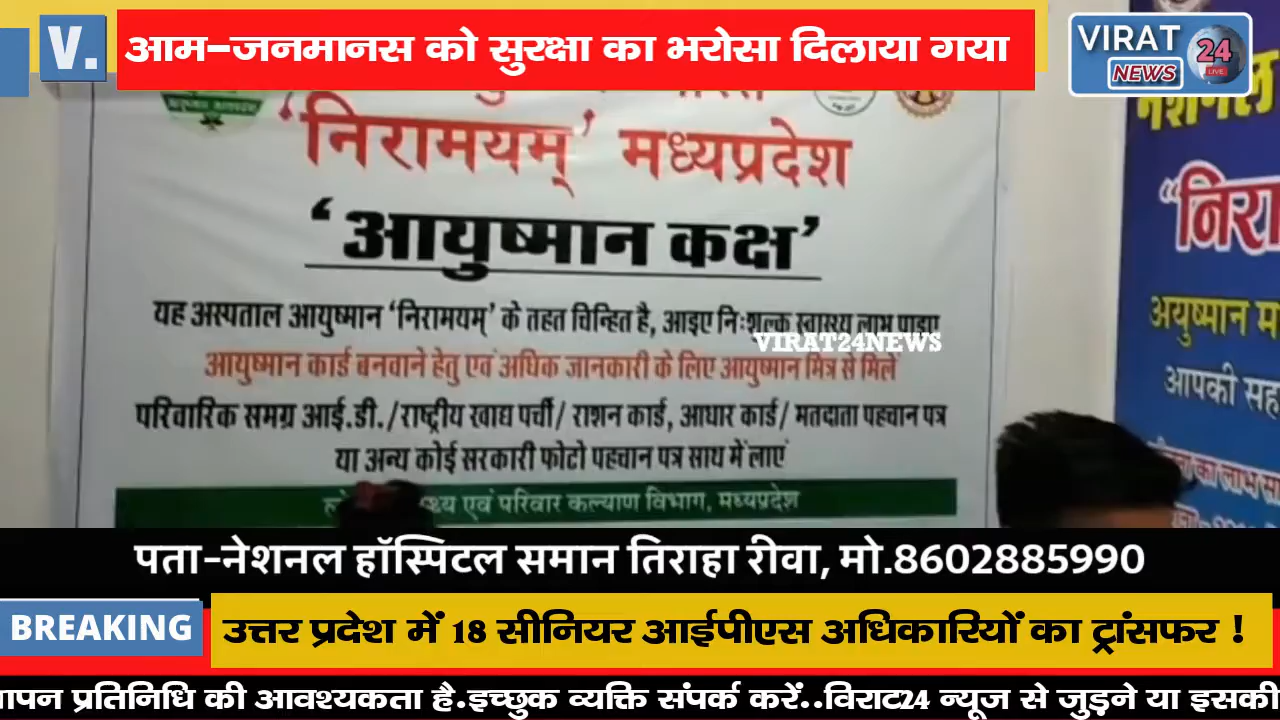 V.
आम-जनमानस को सुरक्षा का भरोसा दिलाया गया
VIRAT
24
LIVE
NEWS
'निरामयम्' मध्यप्रदेश
'आयुष्मान कक्ष'
यह अस्पताल आयुष्मान 'निरामयम्' के तहत चिन्हित है, आइए निःशुल्क स्वास्थ्य लाभ पाइए
VIRAT24NEWS
आयुष्मान कार्ड बनवाने हेतु एवं अधिक जानकारी के लिए आयुष्मान मित्र से मिले
परिवारिक समग्र आई.डी./राष्ट्रीय खाद्य पर्ची/ राशन कार्ड, आधार कार्ड/ मतदाता पहचान पत्र
या अन्य कोई सरकारी फोटो पहचान पत्र साथ में लाएं
एवं परिवार कल्याण विभाग, मध्यप्रदेश
"निरा
अयुष्मान म
आपकी सह
का लाभ
पता-नेशनल हॉस्पिटल समान तिराहा रीवा, मो.8602885990
BREAKING
उत्तर प्रदेश में 18 सीनियर आईपीएस अधिकारियों का ट्रांसफर !
ापन प्रतिनिधि की आवश्यकता है.इच्छुक व्यक्ति संपर्क करें..विराट24 न्यूज से जुड़ने या इसकी